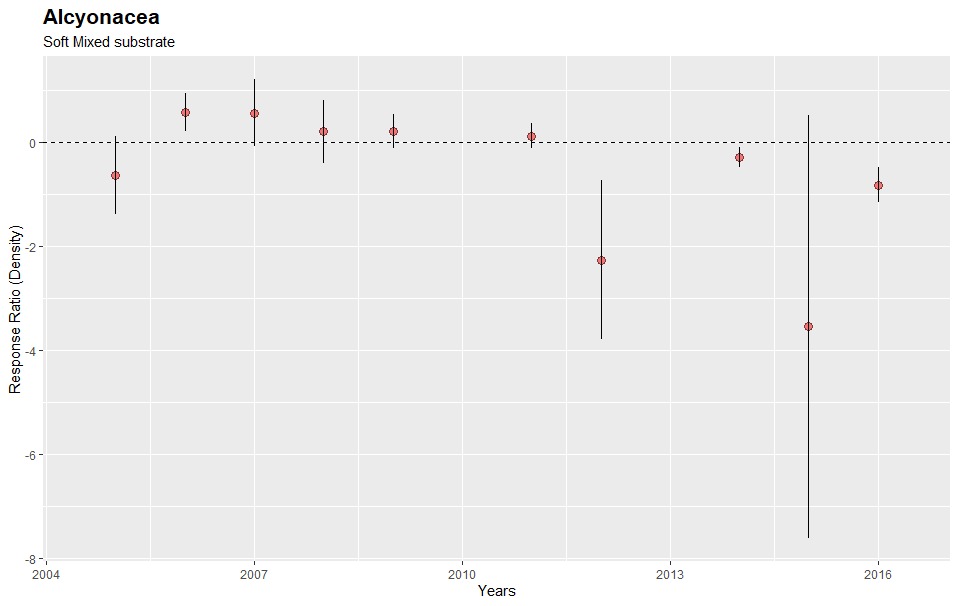 Alcyonacea
Soft Mixed substrate
Response Ratio (Density)
0
-2
-4
-6
-8
2004 2007 2010 2013 2016
Years